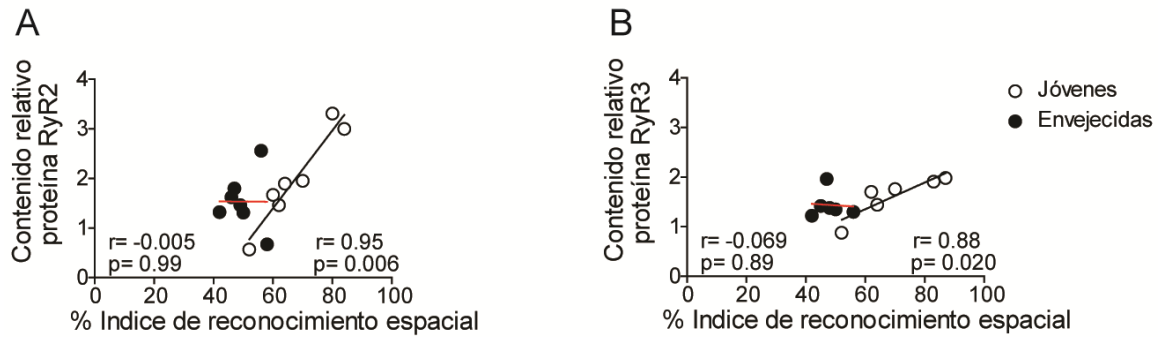 A
Contenido relativo
proteína RyR2
4
3
2
1
0
r= -0.005
p= 0.99
r= 0.95
p= 0.006
0 20 40 60 80 100
% Indice de reconocimiento espacial
B
Contenido relativo
proteína RyR3
4
3
2
1
0
r= -0.069
p= 0.89
r= 0.88
p= 0.020
0 20 40 60 80 100
% Indice de reconocimiento espacial
Jóvenes
Envejecidas